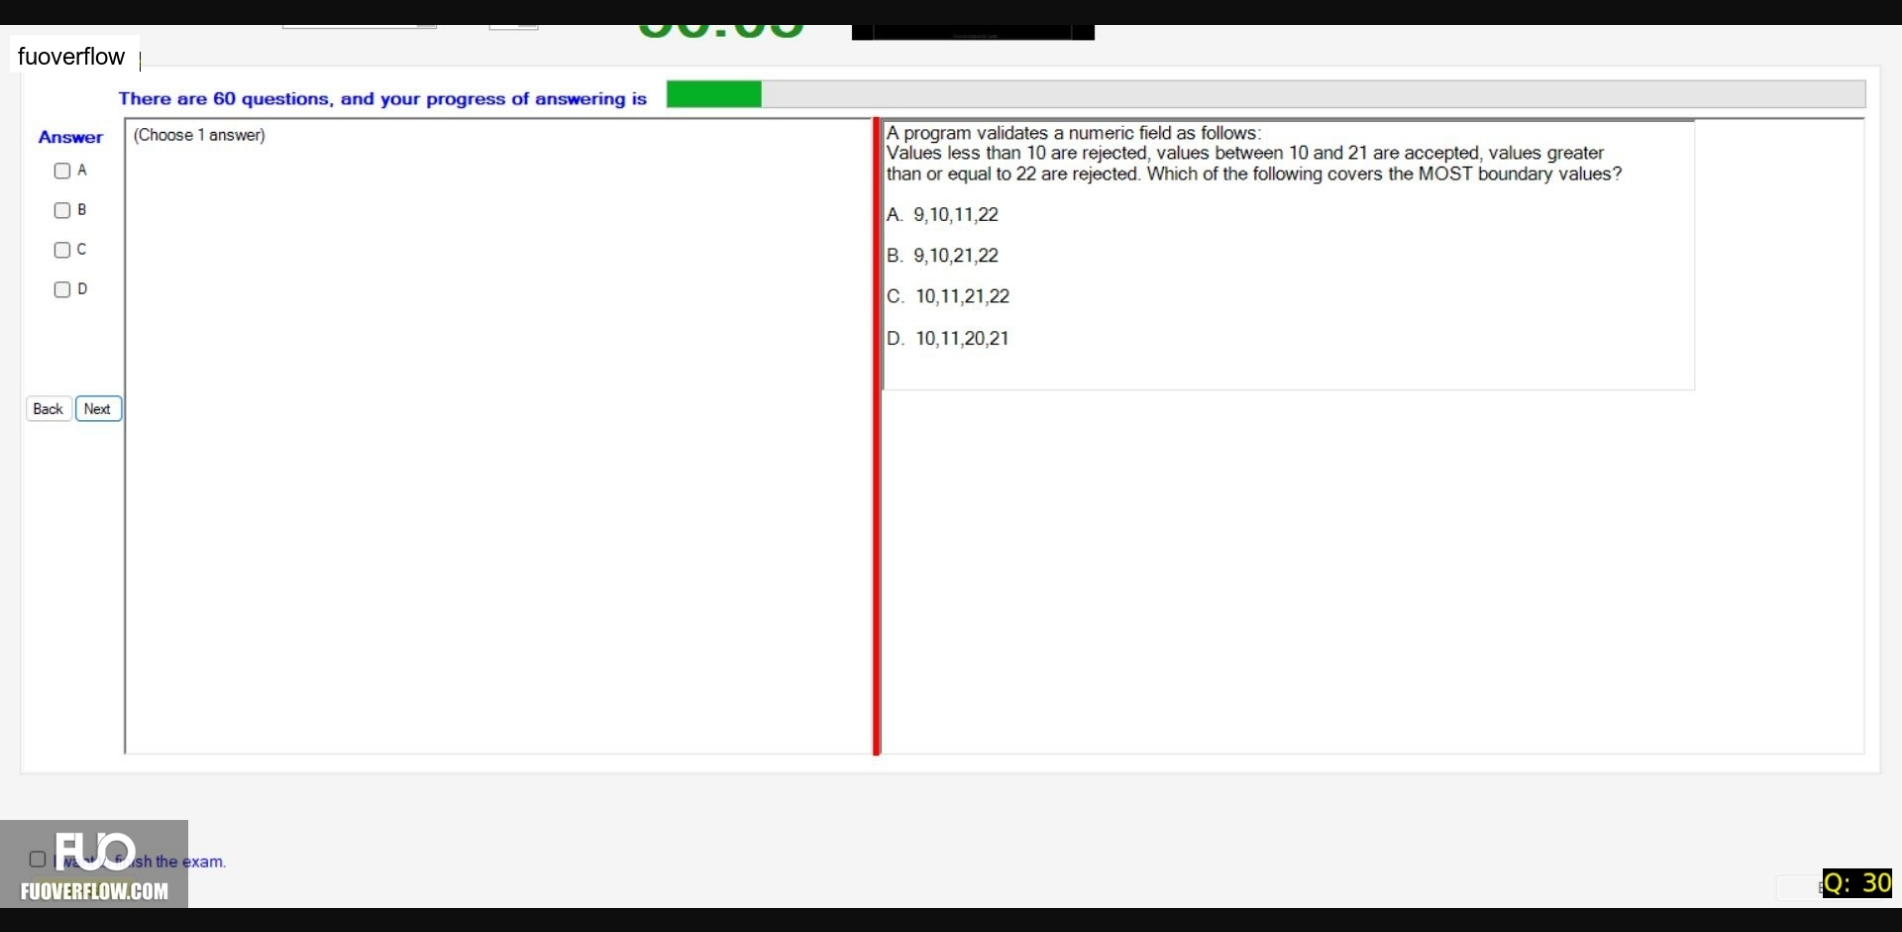 fuoverflow
There are 60 questions, and your progress of answering is
Answer
(Choose 1 answer)
A
B
C
D
Back Next
A program validates a numeric field as follows:
Values less than 10 are rejected, values between 10 and 21 are accepted, values greater
than or equal to 22 are rejected. Which of the following covers the MOST boundary values?
A. 9,10,11,22
B. 9,10,21,22
C. 10,11,21,22
D. 10,11,20,21
FUO
the exam.
FUOVERFLOW.COM
Q: 30